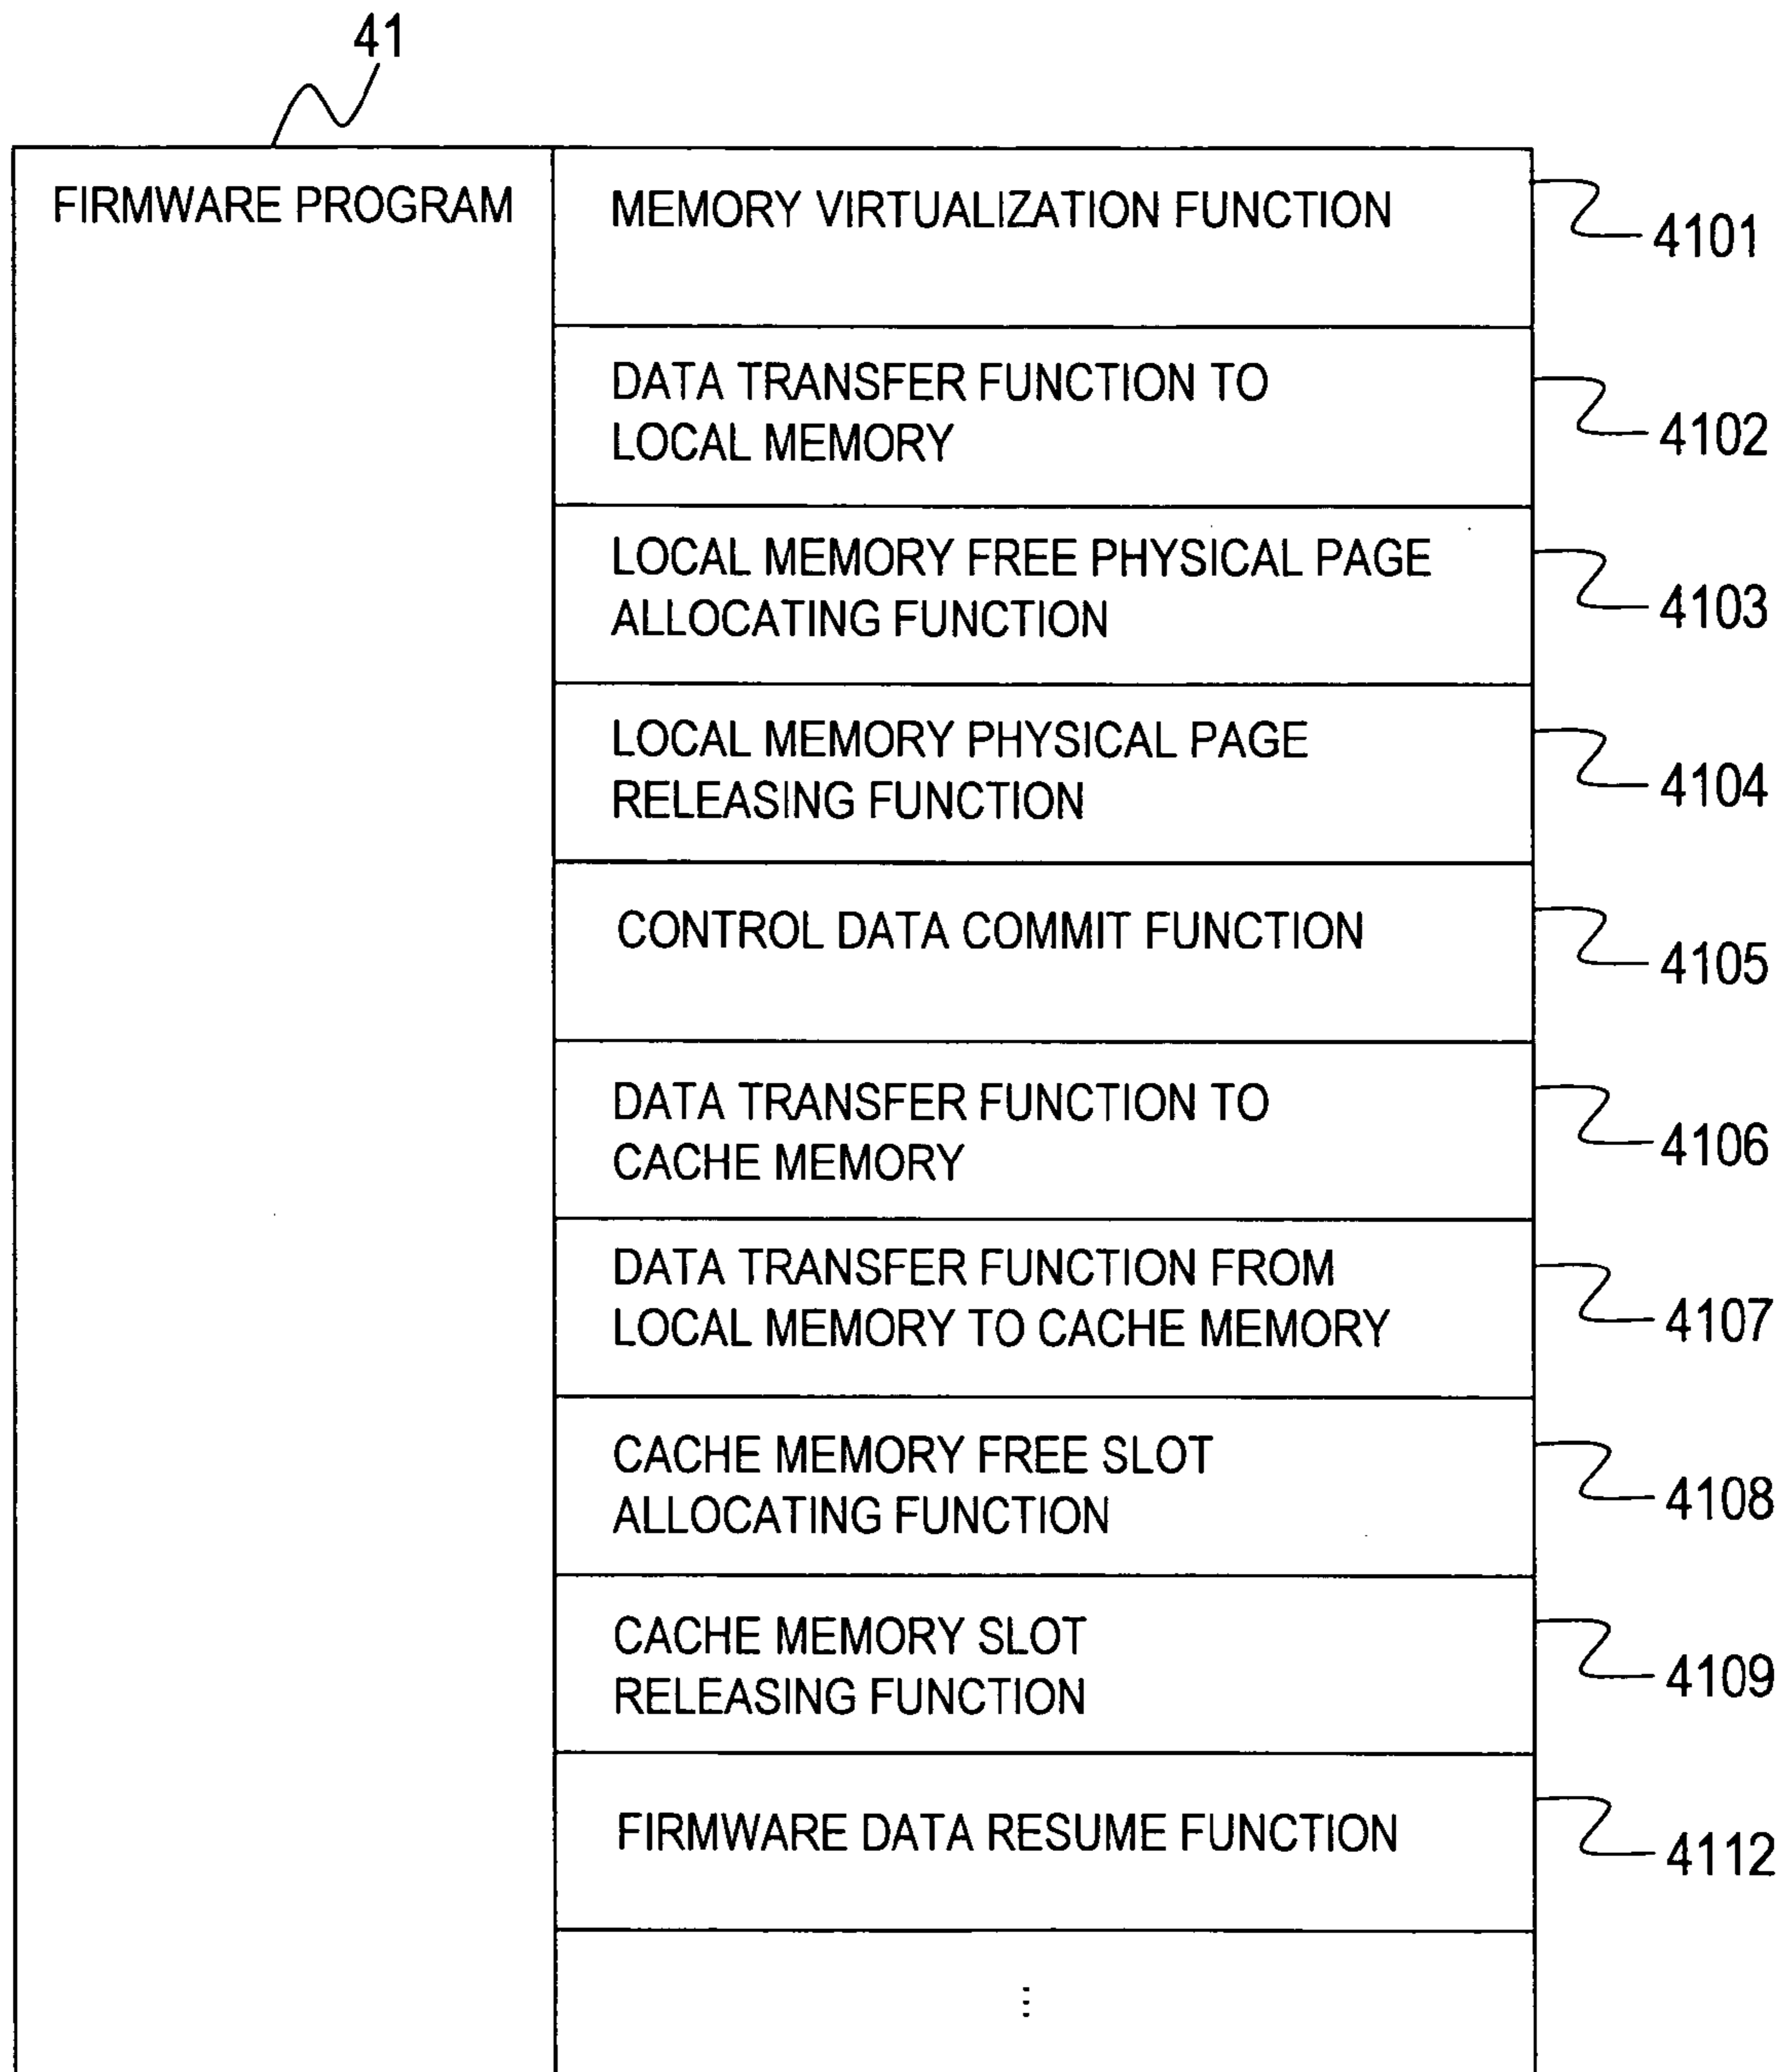 41
FIRMWARE PROGRAM
MEMORY VIRTUALIZATION FUNCTION
4101
DATA TRANSFER FUNCTION TO
LOCAL MEMORY
4102
LOCAL MEMORY FREE PHYSICAL PAGE
ALLOCATING FUNCTION
4103
LOCAL MEMORY PHYSICAL PAGE
RELEASING FUNCTION
4104
CONTROL DATA COMMIT FUNCTION
4105
DATA TRANSFER FUNCTION TO
CACHE MEMORY
4106
DATA TRANSFER FUNCTION FROM
LOCAL MEMORY TO CACHE MEMORY
4107
CACHE MEMORY FREE SLOT
ALLOCATING FUNCTION
4108
CACHE MEMORY SLOT
RELEASING FUNCTION
4109
FIRMWARE DATA RESUME FUNCTION
4112
⋮